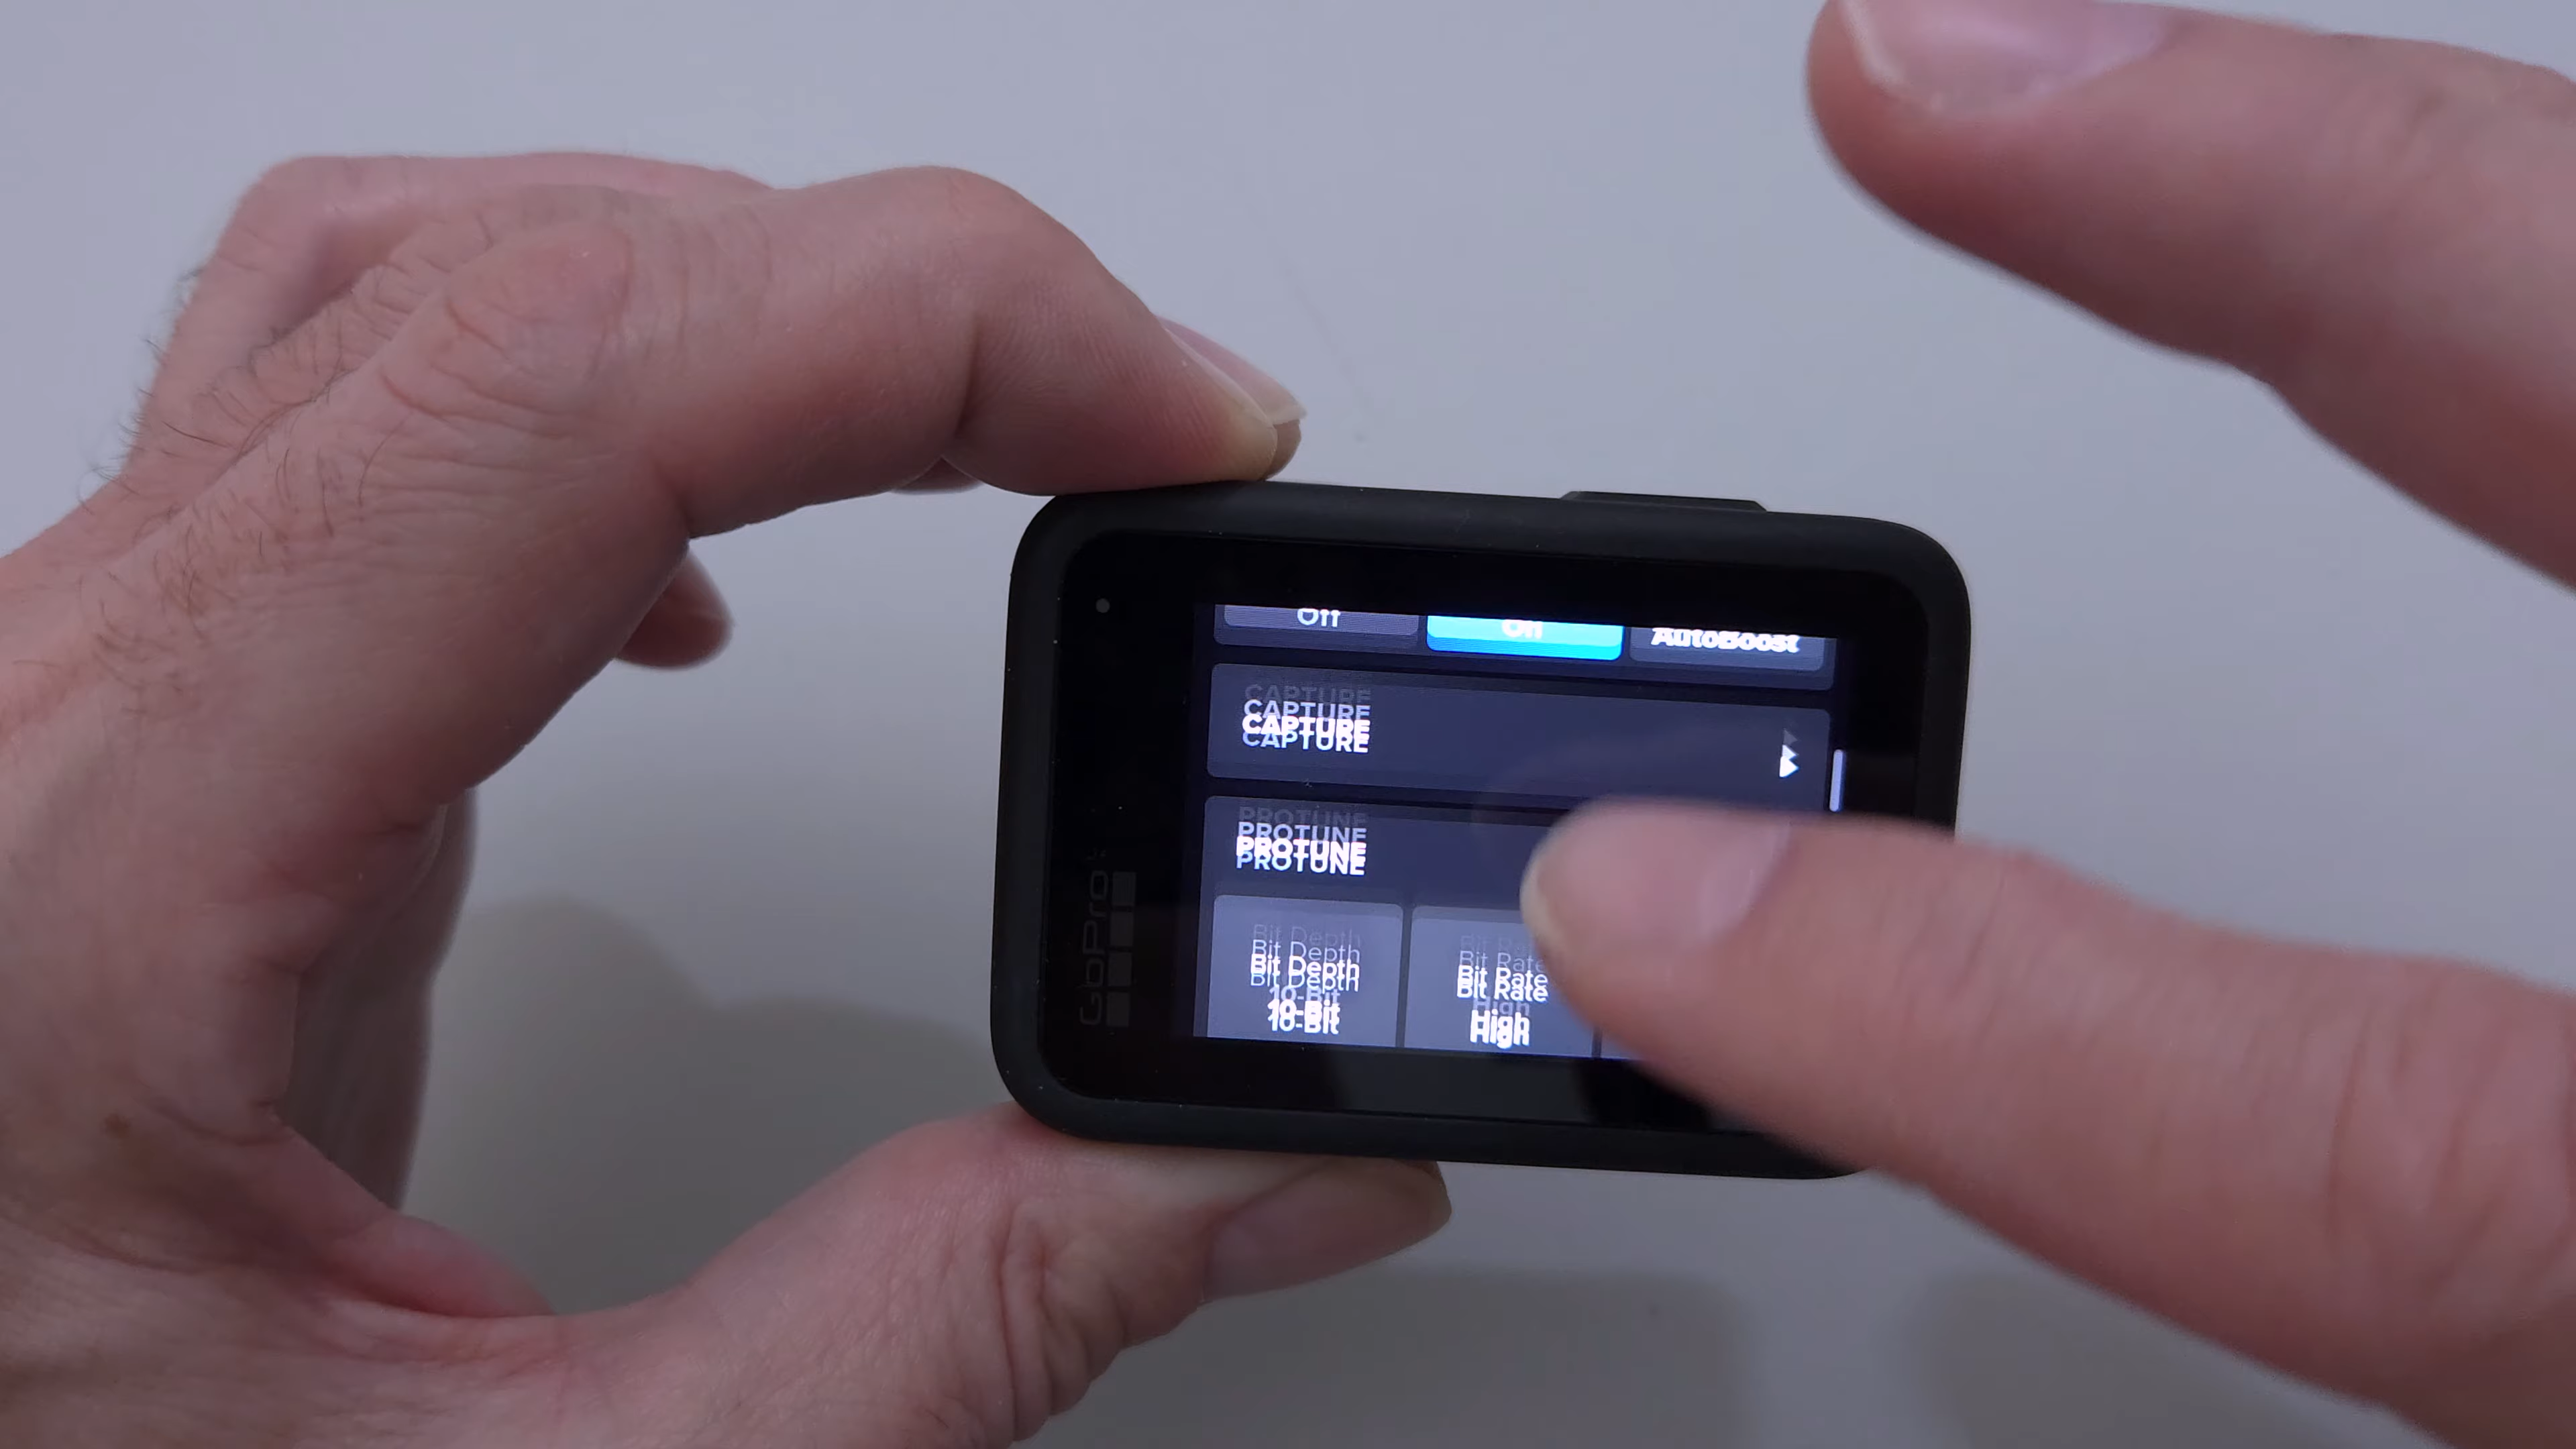 Off
On
AutoBoost
CAPTURE
PROTUNE
Bit Depth
10-Bit
Bit Rate
High
GoPro